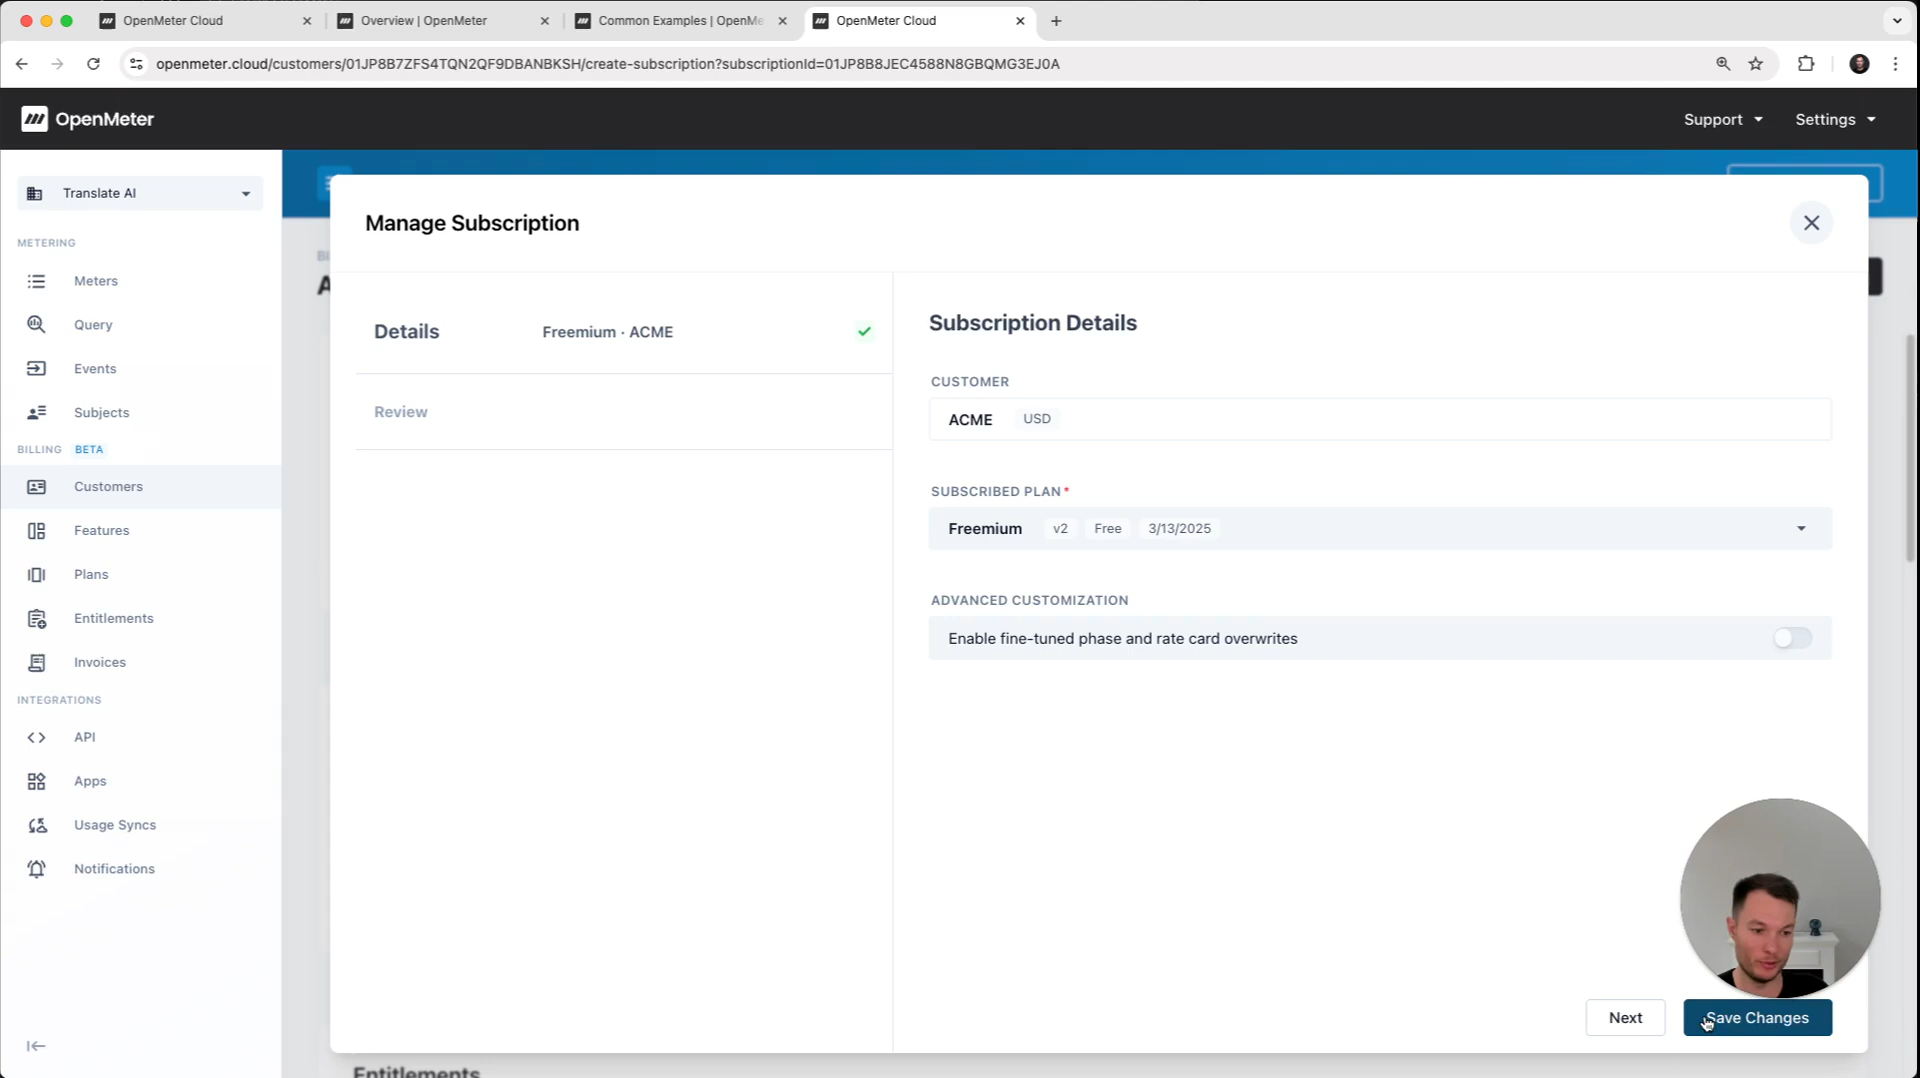 OpenMeter Cloud
Overview | OpenMeter
Common Examples | OpenMe
OpenMeter Cloud
openmeter.cloud/customers/01JP8B7ZFS4TQN2QF9DBANBKSH/create-subscription?subscriptionId=01JP8B8JEC4588N8GBQMG3EJ0A
OpenMeter
Support
Settings
Translate AI
METERING
Meters
Query
Events
Subjects
BILLING BETA
Customers
Features
Plans
Entitlements
Invoices
INTEGRATIONS
API
Apps
Usage Syncs
Notifications
Manage Subscription
Details
Freemium · ACME
Review
Subscription Details
CUSTOMER
ACME USD
SUBSCRIBED PLAN*
Freemium v2 Free 3/13/2025
ADVANCED CUSTOMIZATION
Enable fine-tuned phase and rate card overwrites
Next
Save Changes
Entitlements